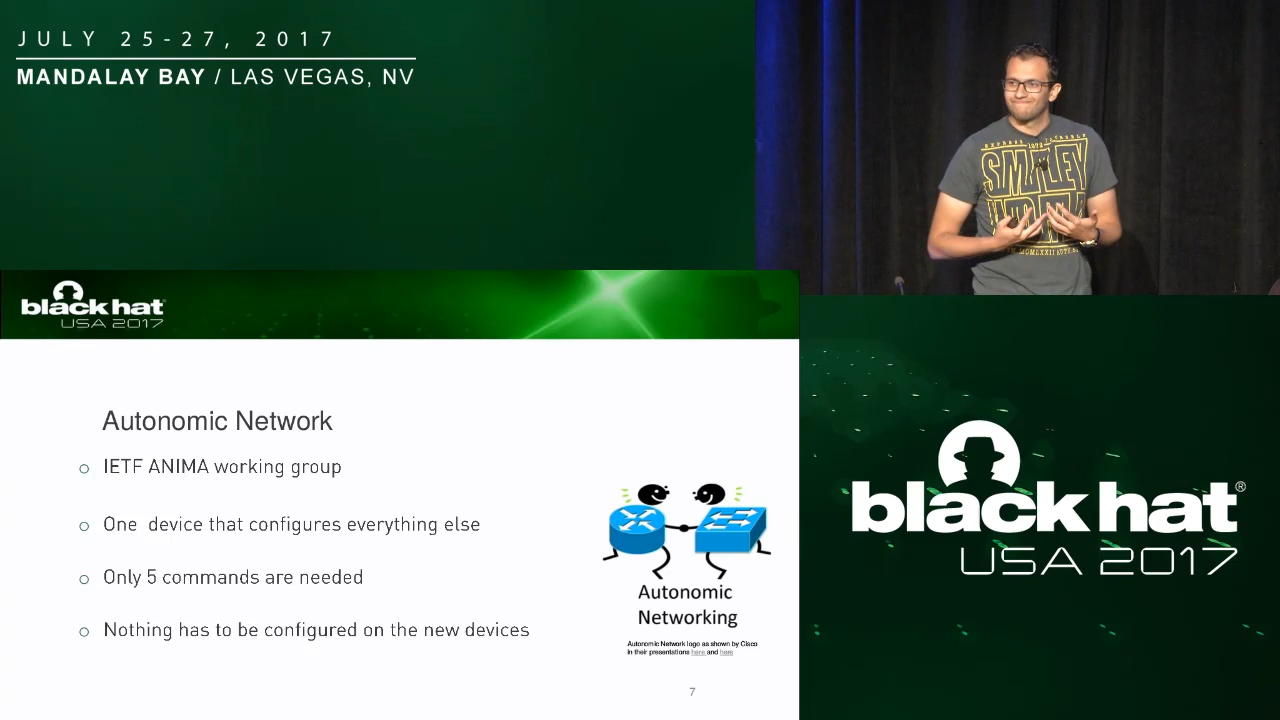 JULY 25-27, 2017
MANDALAY BAY / LAS VEGAS, NV
SMILEY
black hat
USA 2017
Autonomic Network
IETF ANIMA working group
One device that configures everything else
Only 5 commands are needed
Nothing has to be configured on the new devices
Autonomic
Networking
Autonomic Network logo as shown by Cisco
in their presentations here and here
7
black hat®
USA 2017